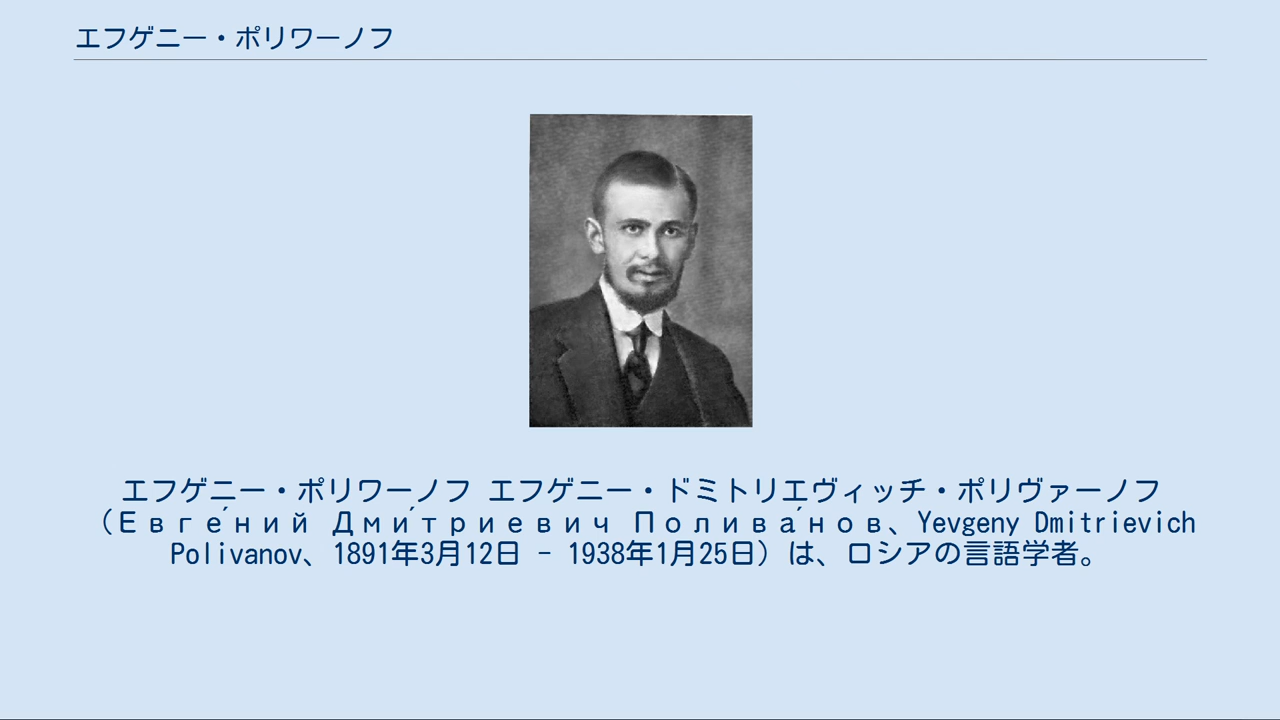 エフゲニー・ポリワーノフ
エフゲニー・ポリワーノフ エフゲニー・ドミトリエヴィッチ・ポリヴァーノフ
（Евге́ний Дми́триевич Полива́нов、Yevgeny Dmitrievich
Polivanov、1891年3月12日 - 1938年1月25日）は、ロシアの言語学者。